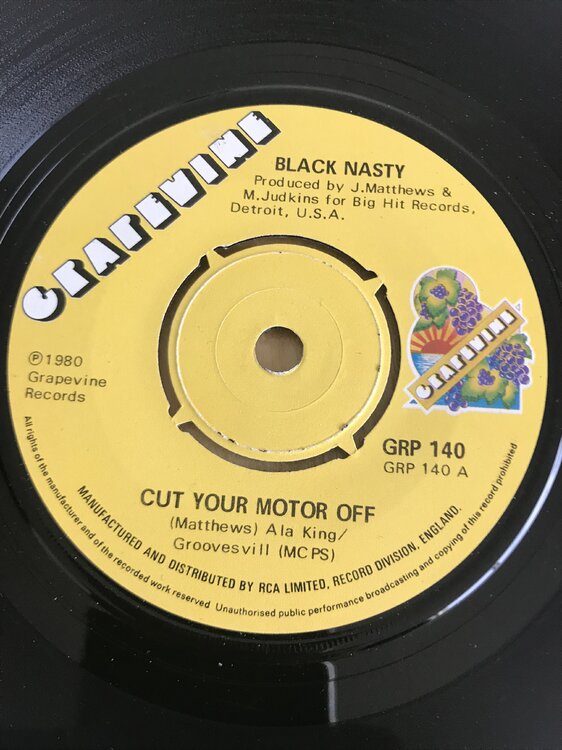 GRAPEVINE
BLACK NASTY
Produced by J.Matthews &
M.Judkins for Big Hit Records,
Detroit, U.S.A.
GRAPEVINE
℗ 1980
Grapevine
Records
GRP 140
GRP 140 A
CUT YOUR MOTOR OFF
(Matthews) Ala King/
Groovesvill (MCPS)
MANUFACTURED AND DISTRIBUTED BY RCA LIMITED, RECORD DIVISION, ENGLAND.
All rights of the manufacturer and of the owner of the recorded work reserved Unauthorised public performance broadcasting and copying of this record prohibited